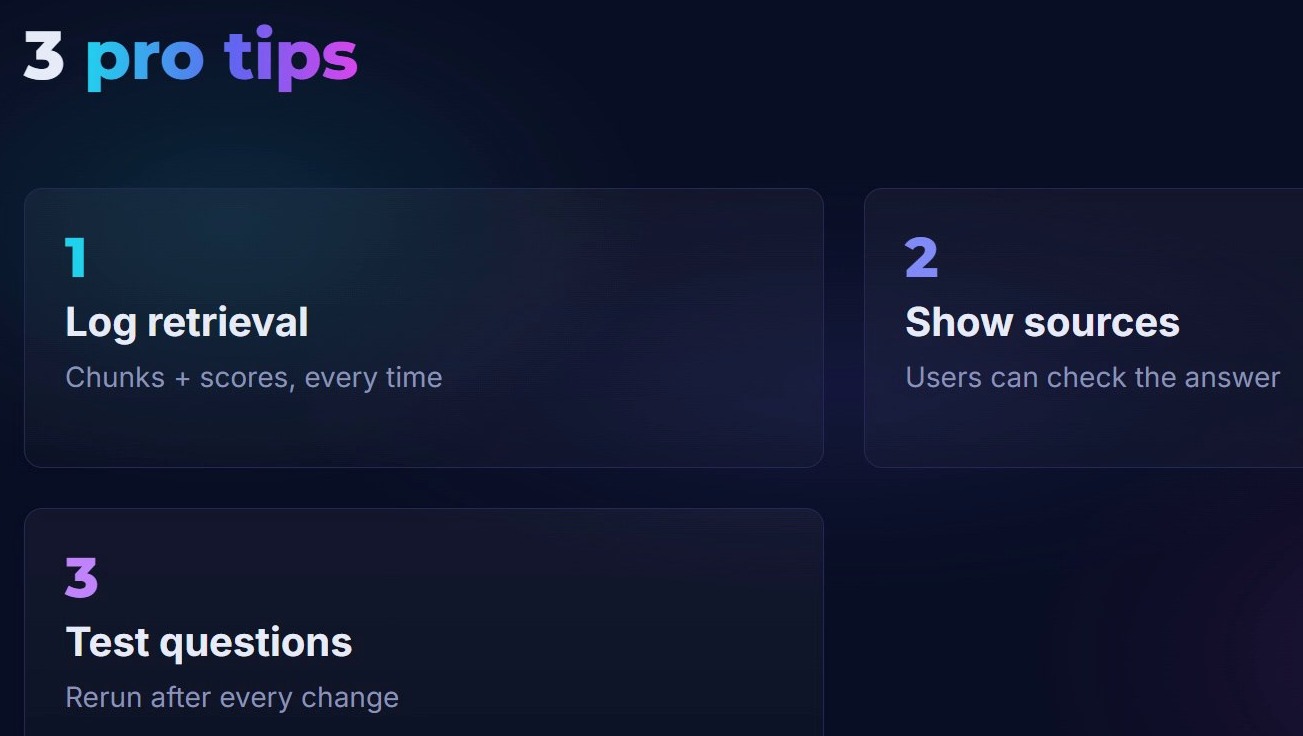 3 pro tips
1
Log retrieval
Chunks + scores, every time
2
Show sources
Users can check the answer
3
Test questions
Rerun after every change